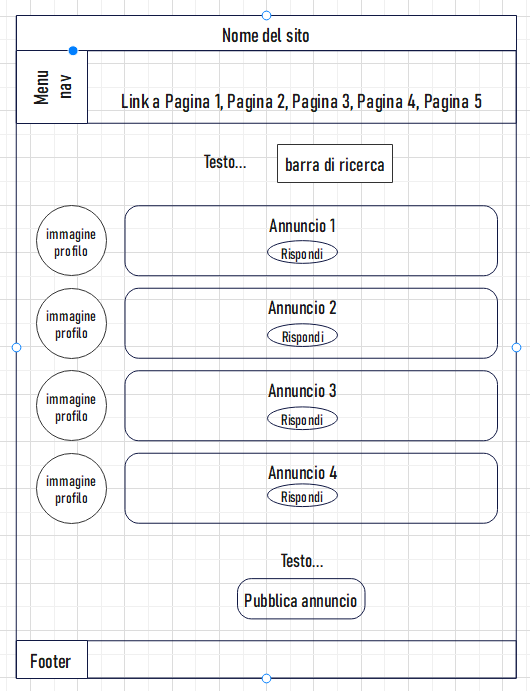 Nome del sito
Menu
nav
Link a Pagina 1, Pagina 2, Pagina 3, Pagina 4, Pagina 5
Testo...
barra di ricerca
immagine
profilo
Annuncio 1
Rispondi
immagine
profilo
Annuncio 2
Rispondi
immagine
profilo
Annuncio 3
Rispondi
immagine
profilo
Annuncio 4
Rispondi
Testo...
Pubblica annuncio
Footer